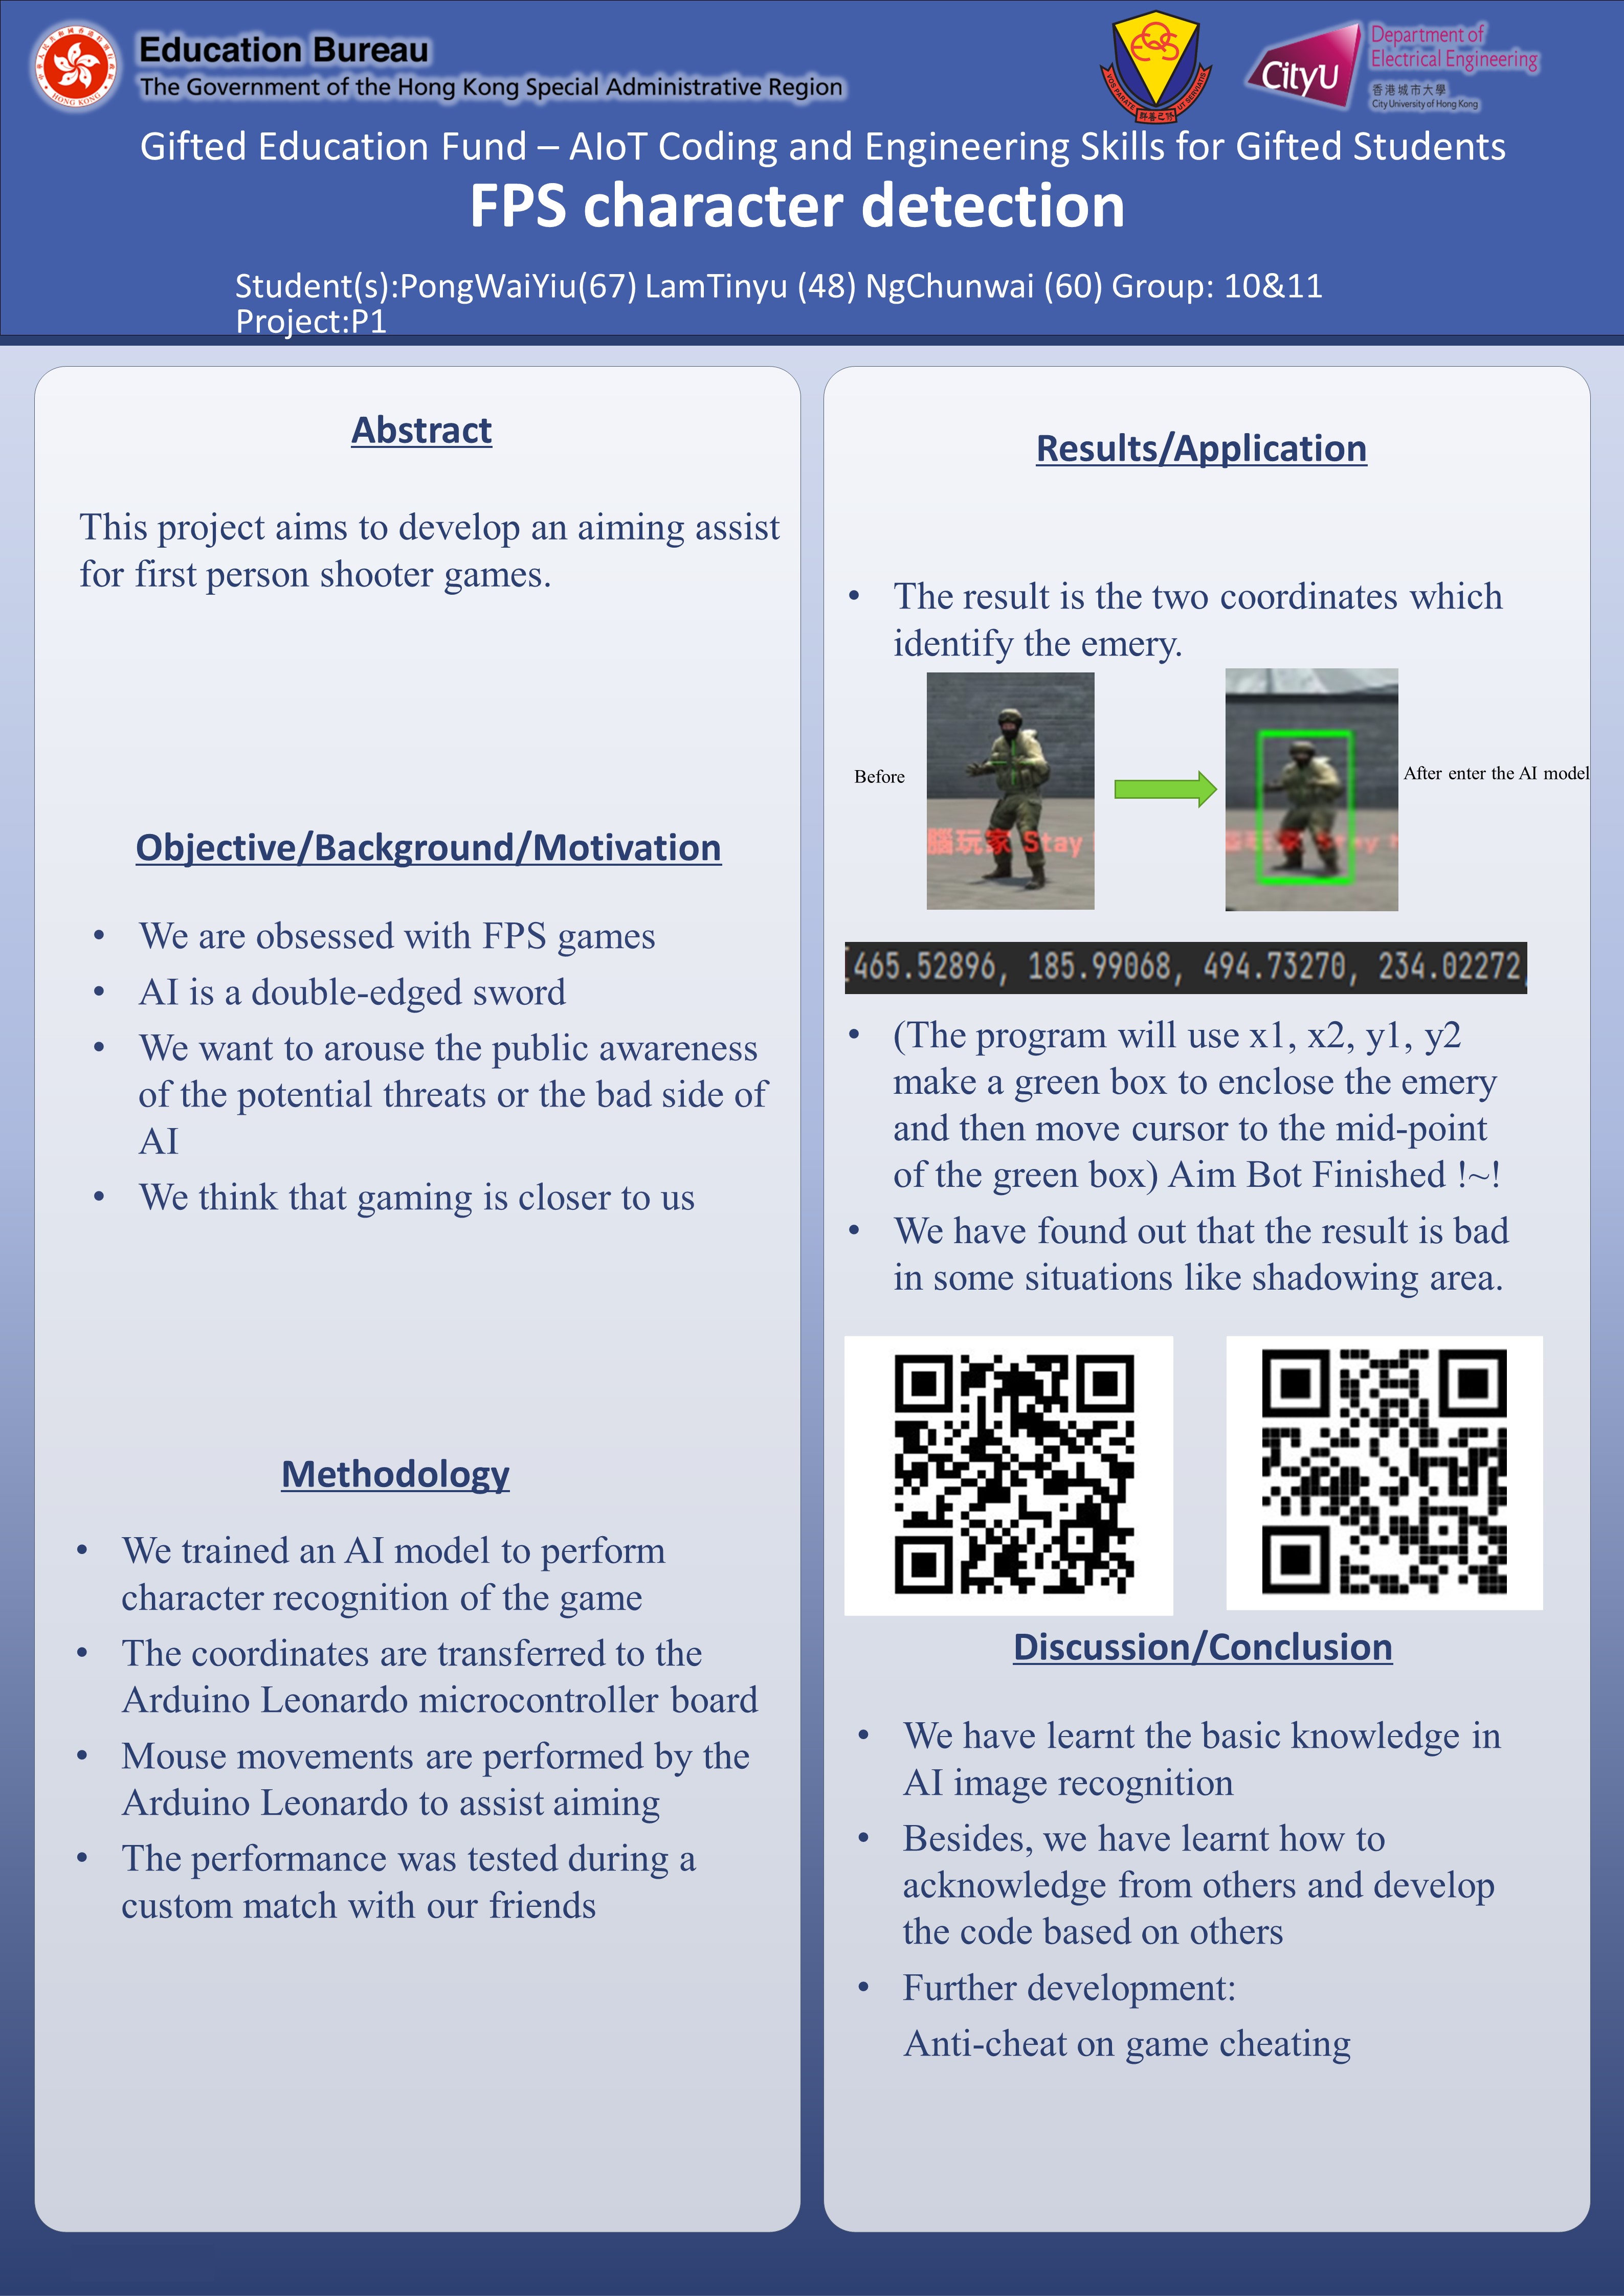 Education Bureau
The Government of the Hong Kong Special Administrative Region
CityU
Department of
Electrical Engineering
香港城市大學
City University of Hong Kong
VOS PARATE UT SERVIATIS
群善己修
HONG KONG
Gifted Education Fund – AIoT Coding and Engineering Skills for Gifted Students
FPS character detection
Student(s):PongWaiYiu(67) LamTinyu (48) NgChunwai (60) Group: 10&11
Project:P1
Abstract
This project aims to develop an aiming assist
for first person shooter games.
Objective/Background/Motivation
• We are obsessed with FPS games
• AI is a double-edged sword
• We want to arouse the public awareness
of the potential threats or the bad side of
AI
• We think that gaming is closer to us
Methodology
• We trained an AI model to perform
character recognition of the game
• The coordinates are transferred to the
Arduino Leonardo microcontroller board
• Mouse movements are performed by the
Arduino Leonardo to assist aiming
• The performance was tested during a
custom match with our friends
Results/Application
• The result is the two coordinates which
identify the emery.
Before
腦玩家 Stay
After enter the AI model
[465.52896, 185.99068, 494.73270, 234.02272,
• (The program will use x1, x2, y1, y2
make a green box to enclose the emery
and then move cursor to the mid-point
of the green box) Aim Bot Finished !~!
• We have found out that the result is bad
in some situations like shadowing area.
Discussion/Conclusion
• We have learnt the basic knowledge in
AI image recognition
• Besides, we have learnt how to
acknowledge from others and develop
the code based on others
• Further development:
Anti-cheat on game cheating